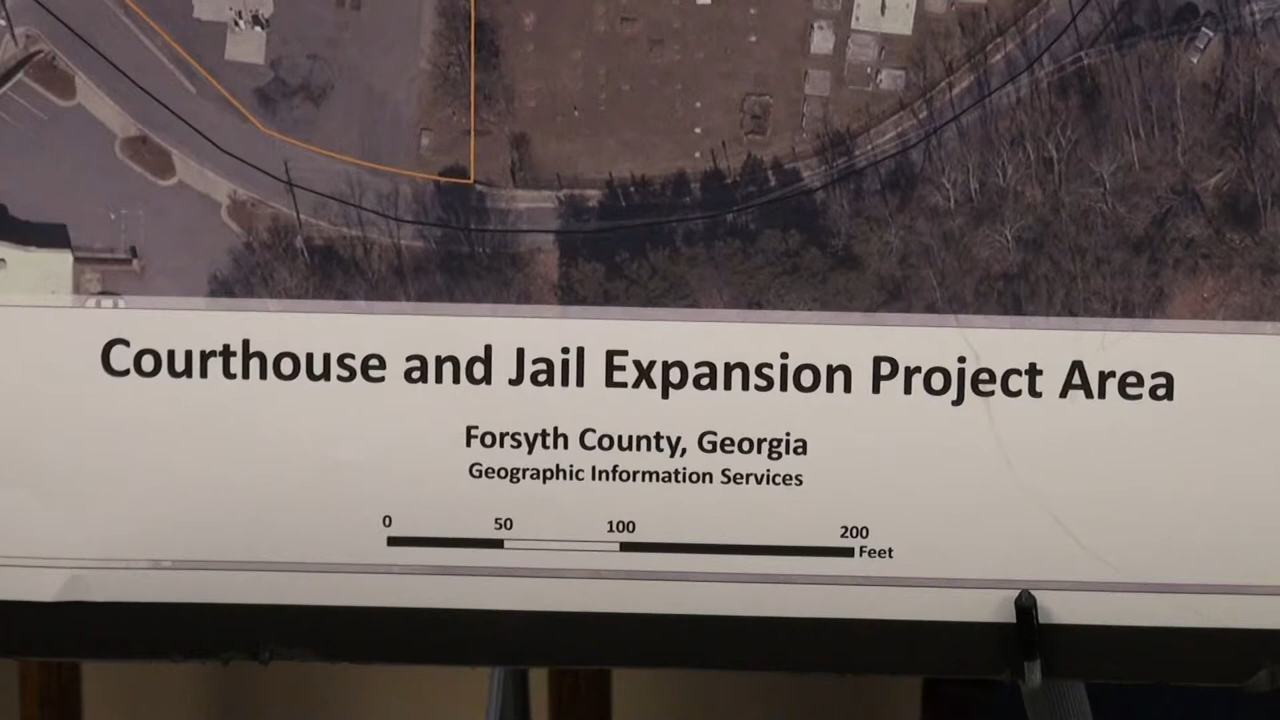 Courthouse and Jail Expansion Project Area
Forsyth County, Georgia
Geographic Information Services
0 50 100 200
Feet